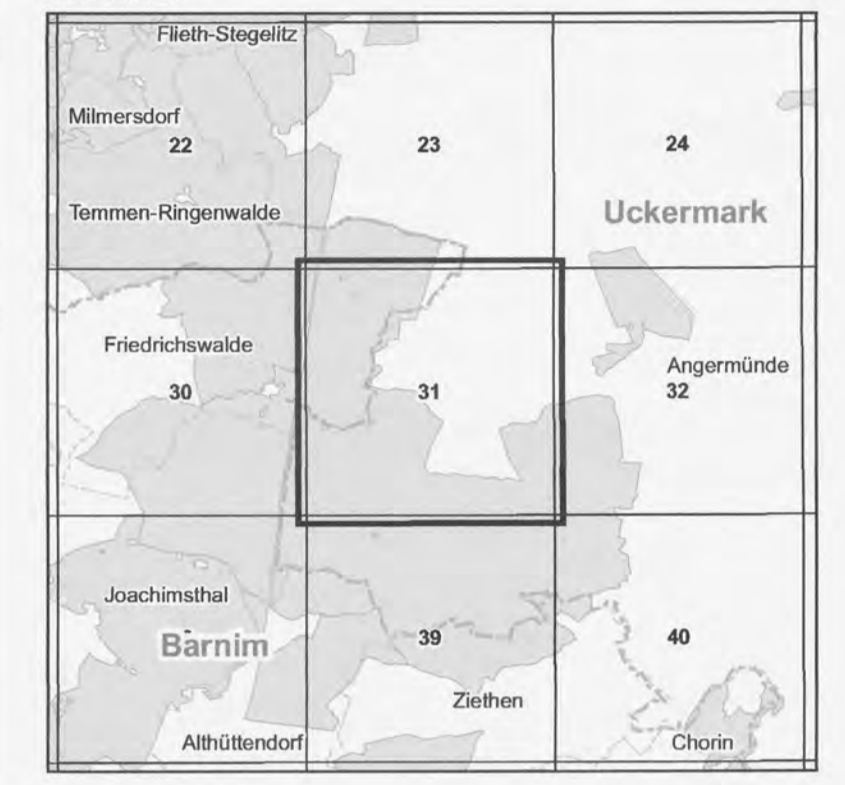 Flieth-Stegelitz
Milmersdorf
22
23
24
Temmen-Ringenwalde
Uckermark
Friedrichswalde
30
31
Angermünde
32
Joachimsthal
Barnim
39
40
Ziethen
Althüttendorf
Chorin